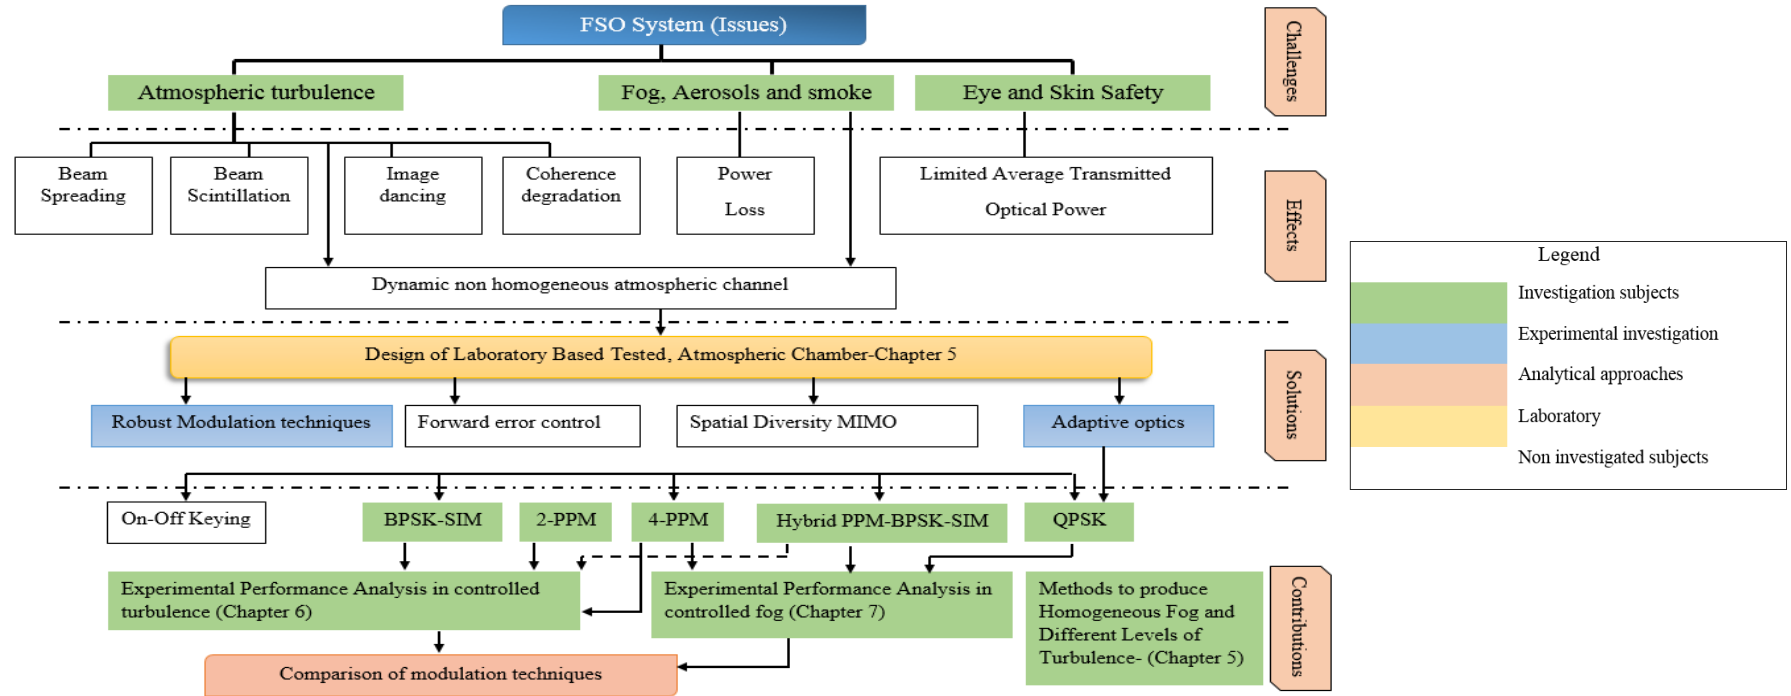 FSO System (Issues)
Challenges
Atmospheric turbulence
Fog, Aerosols and smoke
Eye and Skin Safety
Beam
Spreading
Beam
Scintillation
Image
dancing
Coherence
degradation
Power
Loss
Limited Average Transmitted
Optical Power
Effects
Dynamic non homogeneous atmospheric channel
Legend
Investigation subjects
Experimental investigation
Analytical approaches
Laboratory
Non investigated subjects
Design of Laboratory Based Tested, Atmospheric Chamber-Chapter 5
Solutions
Robust Modulation techniques
Forward error control
Spatial Diversity MIMO
Adaptive optics
On-Off Keying
BPSK-SIM
2-PPM
4-PPM
Hybrid PPM-BPSK-SIM
QPSK
Experimental Performance Analysis in controlled
turbulence (Chapter 6)
Experimental Performance Analysis in
controlled fog (Chapter 7)
Methods to produce
Homogeneous Fog and
Different Levels of
Turbulence- (Chapter 5)
Contributions
Comparison of modulation techniques